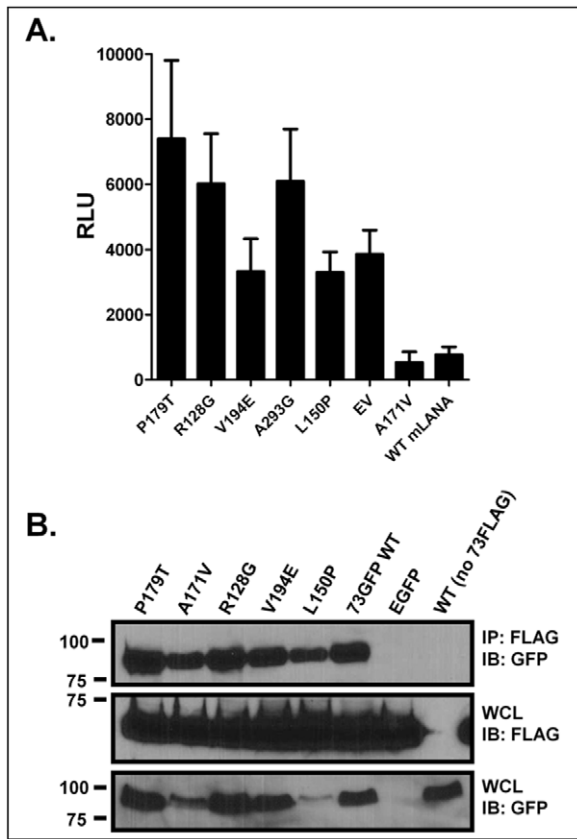 A.
10000
8000
6000
4000
2000
0
RLU
P179T
R128G
V194E
A293G
L150P
EV
A171V
WT mLANA
B.
P179T
A171V
R128G
V194E
L150P
73GFP WT
EGFP
WT (no 73FLAG)
100
75
IP: FLAG
IB: GFP
75
WCL
IB: FLAG
100
75
WCL
IB: GFP